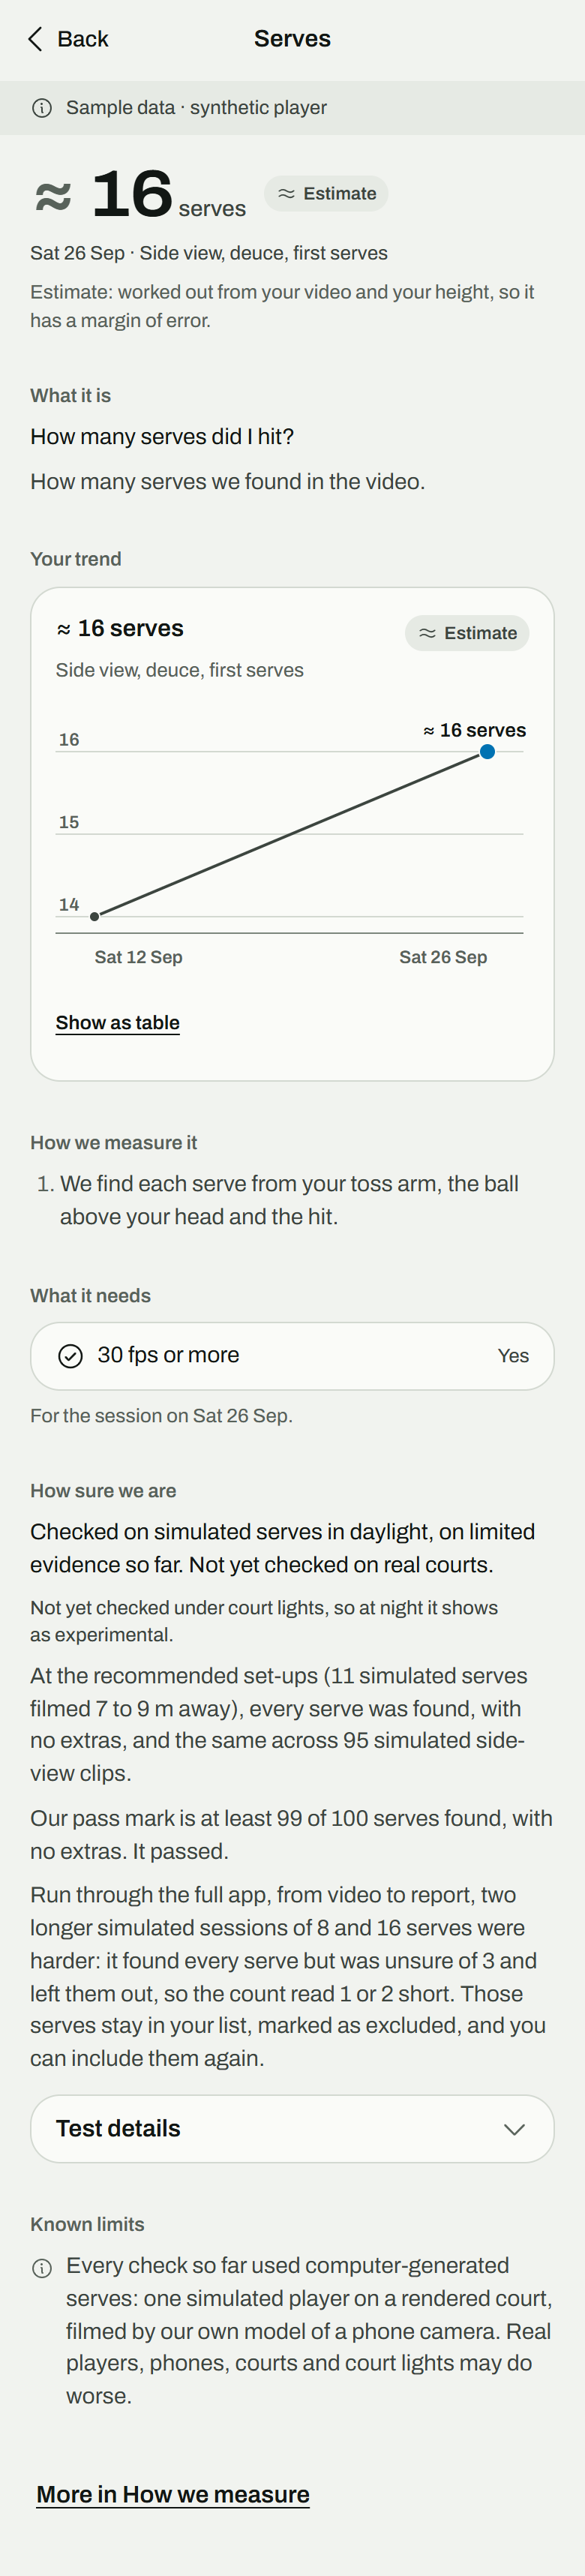 Back
Serves
Sample data · synthetic player
≈ 16 serves
≈ Estimate
Sat 26 Sep · Side view, deuce, first serves
Estimate: worked out from your video and your height, so it
has a margin of error.
What it is
How many serves did I hit?
How many serves we found in the video.
Your trend
≈ 16 serves
≈ Estimate
Side view, deuce, first serves
≈ 16 serves
16
15
14
Sat 12 Sep
Sat 26 Sep
Show as table
How we measure it
1. We find each serve from your toss arm, the ball
above your head and the hit.
What it needs
30 fps or more
Yes
For the session on Sat 26 Sep.
How sure we are
Checked on simulated serves in daylight, on limited
evidence so far. Not yet checked on real courts.
Not yet checked under court lights, so at night it shows
as experimental.
At the recommended set-ups (11 simulated serves
filmed 7 to 9 m away), every serve was found, with
no extras, and the same across 95 simulated side-
view clips.
Our pass mark is at least 99 of 100 serves found, with
no extras. It passed.
Run through the full app, from video to report, two
longer simulated sessions of 8 and 16 serves were
harder: it found every serve but was unsure of 3 and
left them out, so the count read 1 or 2 short. Those
serves stay in your list, marked as excluded, and you
can include them again.
Test details
Known limits
Every check so far used computer-generated
serves: one simulated player on a rendered court,
filmed by our own model of a phone camera. Real
players, phones, courts and court lights may do
worse.
More in How we measure